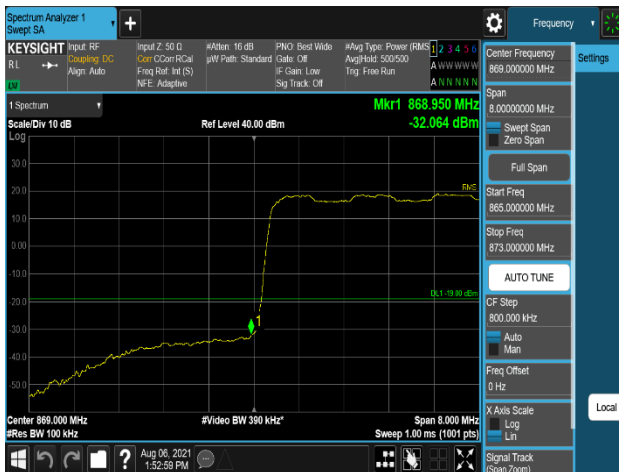 Spectrum Analyzer 1
Swept SA
Frequency
KEYSIGHT
RL
Input: RF
Coupling: DC
Align: Auto
Input Z: 50 Ω
Corr CCorr RCal
Freq Ref: Int (S)
NFE: Adaptive
#Atten: 16 dB
µW Path: Standard
PNO: Best Wide
Gate: Off
IF Gain: Low
Sig Track: Off
#Avg Type: Power (RMS
Avg|Hold: 500/500
Trig: Free Run
1 2 3 4 5 6
A W W W W W
A N N N N N
LXI
1 Spectrum
Scale/Div 10 dB
Ref Level 40.00 dBm
Mkr1 868.950 MHz
-32.064 dBm
Log
30.0
20.0
10.0
0.00
-10.0
-20.0
-30.0
-40.0
-50.0
RMS
DL1 -19.00 dBm
1
Center 869.000 MHz
#Res BW 100 kHz
#Video BW 390 kHz*
Span 8.000 MHz
Sweep 1.00 ms (1001 pts)
?
Aug 06, 2021
1:52:59 PM
Center Frequency
869.000000 MHz
Span
8.00000000 MHz
Swept Span
Zero Span
Full Span
Start Freq
865.000000 MHz
Stop Freq
873.000000 MHz
AUTO TUNE
CF Step
800.000 kHz
Auto
Man
Freq Offset
0 Hz
X Axis Scale
Log
Lin
Signal Track
(Span Zoom)
Settings
Local